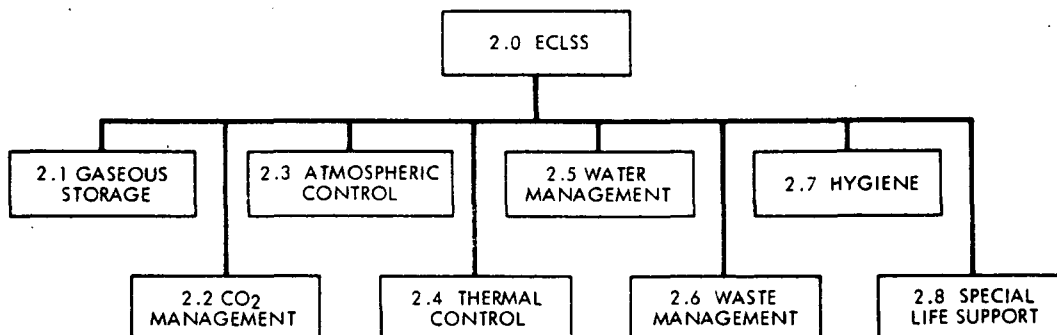 2.0 ECLSS
2.1 GASEOUS
STORAGE
2.3 ATMOSPHERIC
CONTROL
2.5 WATER
MANAGEMENT
2.7 HYGIENE
2.2 CO2
MANAGEMENT
2.4 THERMAL
CONTROL
2.6 WASTE
MANAGEMENT
2.8 SPECIAL
LIFE SUPPORT